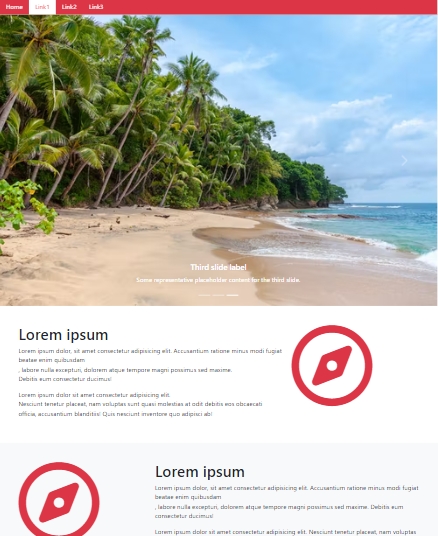 Home Link1 Link2 Link3
Third slide label
Some representative placeholder content for the third slide.
Lorem ipsum
Lorem ipsum dolor, sit amet consectetur adipisicing elit. Accusantium ratione minus modi fugiat
beatae enim quibusdam
, labore nulla excepturi, dolorem atque tempore magni possimus sed maxime.
Debitis eum consectetur ducimus!
Lorem ipsum dolor sit amet consectetur adipisicing elit.
Nesciunt tenetur placeat, nam voluptas sunt quasi molestias at odit debitis eos obcaecati
officia, accusantium blanditiis! Quis nesciunt inventore quo adipisci ab!
Lorem ipsum
Lorem ipsum dolor, sit amet consectetur adipisicing elit. Accusantium ratione minus modi fugiat
beatae enim quibusdam
, labore nulla excepturi, dolorem atque tempore magni possimus sed maxime. Debitis eum
consectetur ducimus!
Lorem ipsum dolor sit amet consectetur adipisicing elit. Nesciunt tenetur placeat, nam voluptas